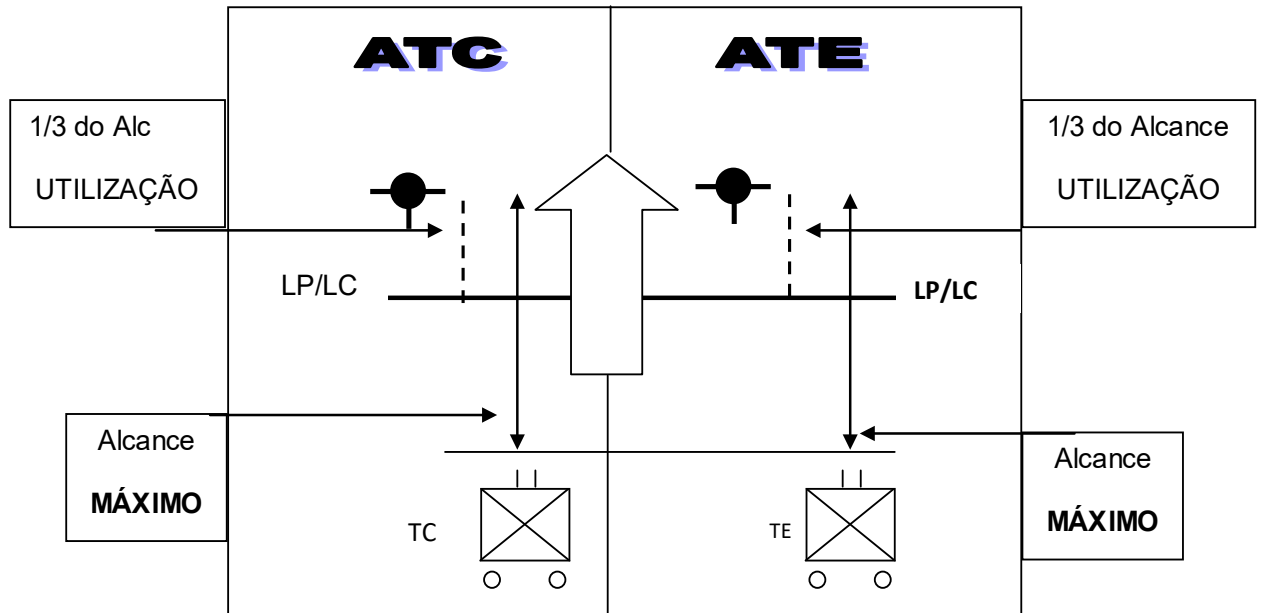 ATC
ATE
1/3 do Alc
UTILIZAÇÃO
1/3 do Alcance
UTILIZAÇÃO
LP/LC
LP/LC
Alcance
MÁXIMO
Alcance
MÁXIMO
TC
TE